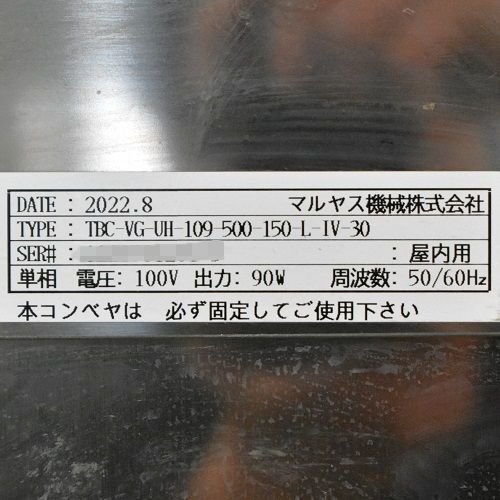 DATE : 2022.8 マルヤス機械株式会社
TYPE : TBC-VG-UH-109-500-150-L-IV-30
SER# : 屋内用
単相 電圧: 100V 出力: 90W 周波数: 50/60Hz
本コンベヤは 必ず固定してご使用下さい